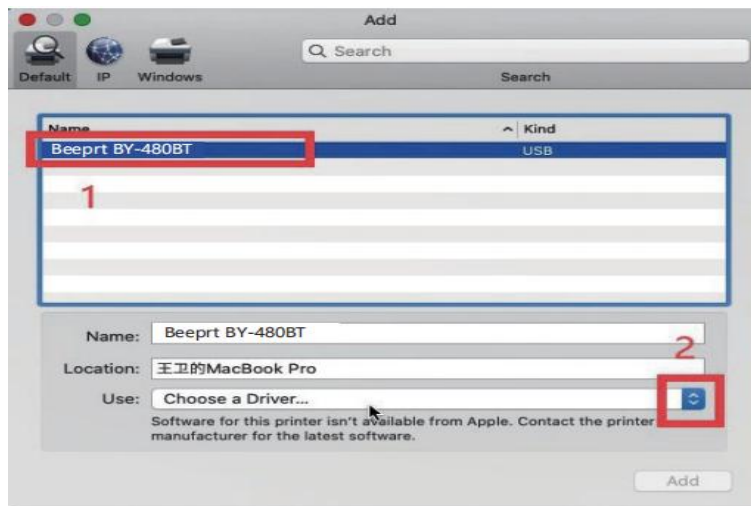 Add
Search
Default IP Windows Search
Name Kind
Beeprt BY-480BT USB
1
Name: Beeprt BY-480BT
2
Location: 王卫的MacBook Pro
Use: Choose a Driver...
Software for this printer isn't available from Apple. Contact the printer
manufacturer for the latest software.
Add